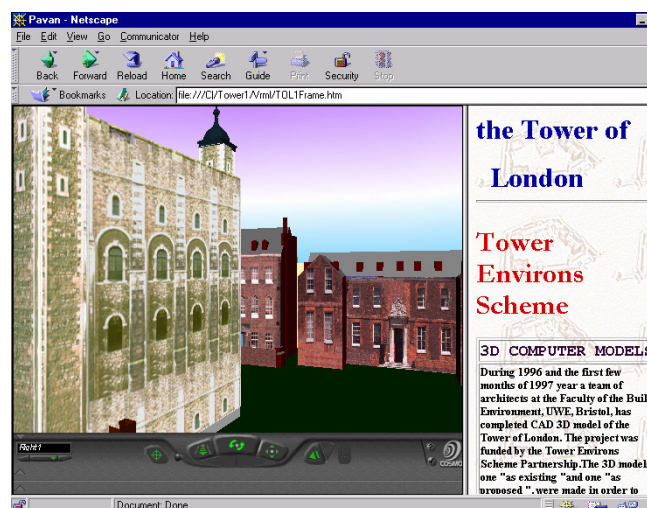 Pavan - Netscape
File Edit View Go Communicator Help
Back Forward Reload Home Search Guide Print Security Stop
Bookmarks Location: file:///C|/Tower1/Vrml/TOL1Frame.htm
the Tower of
London
Tower
Environs
Scheme
3D COMPUTER MODELS
During 1996 and the first few
months of 1997 year a team of
architects at the Faculty of the Buil
Environment, UWE, Bristol, has
completed CAD 3D model of the
Tower of London. The project was
funded by the Tower Environs
Scheme Partnership.The 3D model
one "as existing "and one "as
proposed ", were made in order to
Right1
COSMO
Document: Done